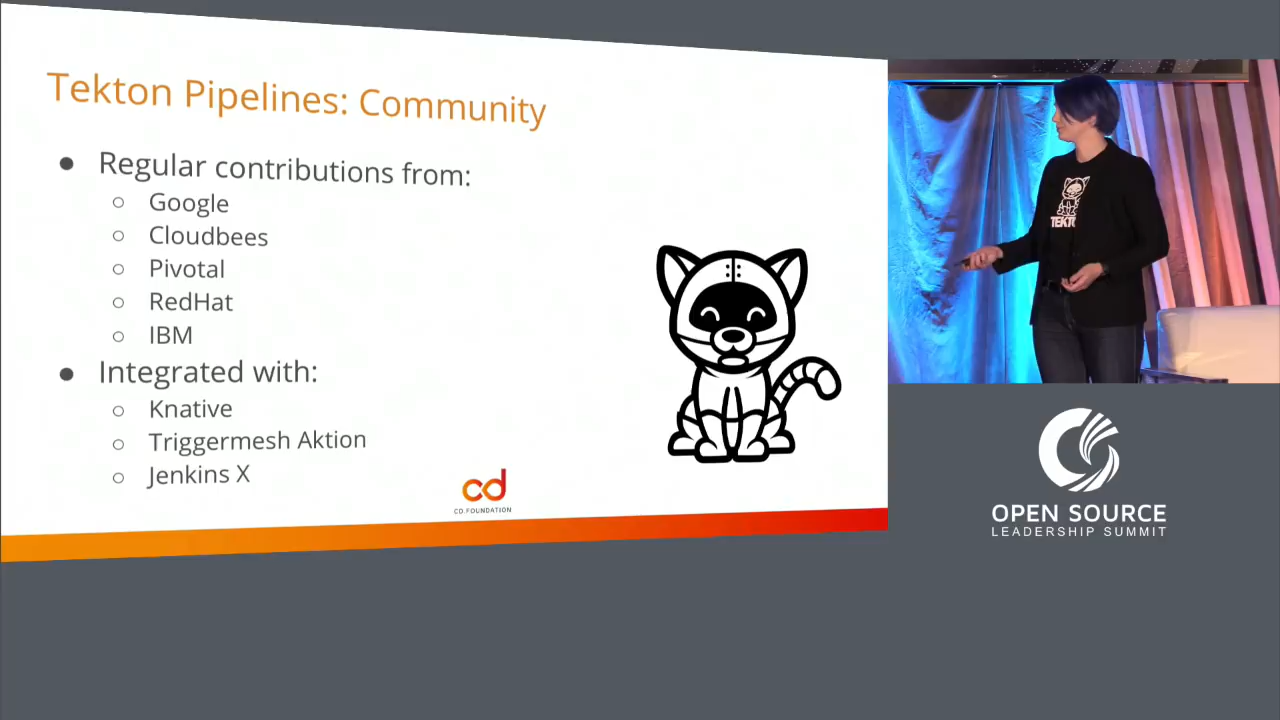 Tekton Pipelines: Community
Regular contributions from:
Google
Cloudbees
Pivotal
RedHat
IBM
Integrated with:
Knative
Triggermesh Aktion
Jenkins X
cd
CD.FOUNDATION
TEKTO
OPEN SOURCE
LEADERSHIP SUMMIT